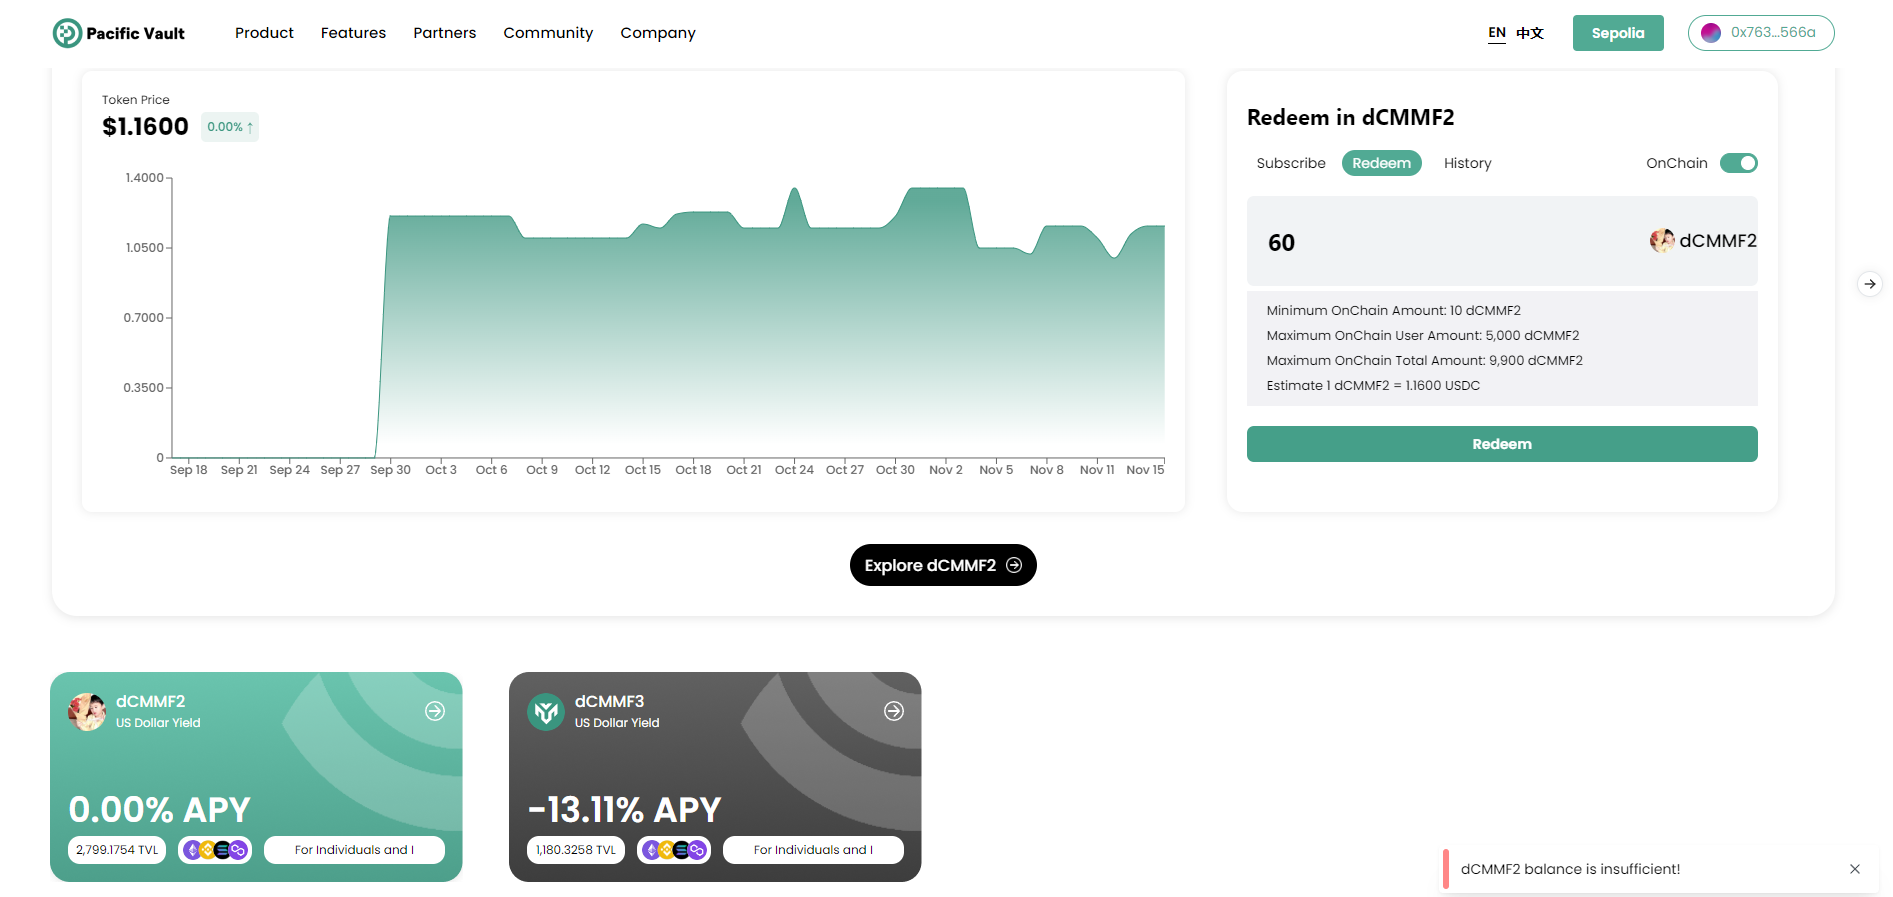 Pacific Vault
Product Features Partners Community Company
EN 中文
Sepolia
0x763...566a
Token Price
$1.1600 0.00% ↑
1.4000
1.0500
0.7000
0.3500
0
Sep 18 Sep 21 Sep 24 Sep 27 Sep 30 Oct 3 Oct 6 Oct 9 Oct 12 Oct 15 Oct 18 Oct 21 Oct 24 Oct 27 Oct 30 Nov 2 Nov 5 Nov 8 Nov 11 Nov 15
Redeem in dCMMF2
Subscribe Redeem History OnChain
60 dCMMF2
Minimum OnChain Amount: 10 dCMMF2
Maximum OnChain User Amount: 5,000 dCMMF2
Maximum OnChain Total Amount: 9,900 dCMMF2
Estimate 1 dCMMF2 = 1.1600 USDC
Redeem
Explore dCMMF2
dCMMF2
US Dollar Yield
0.00% APY
2,799.1754 TVL
For Individuals and I
dCMMF3
US Dollar Yield
-13.11% APY
1,180.3258 TVL
For Individuals and I
dCMMF2 balance is insufficient!